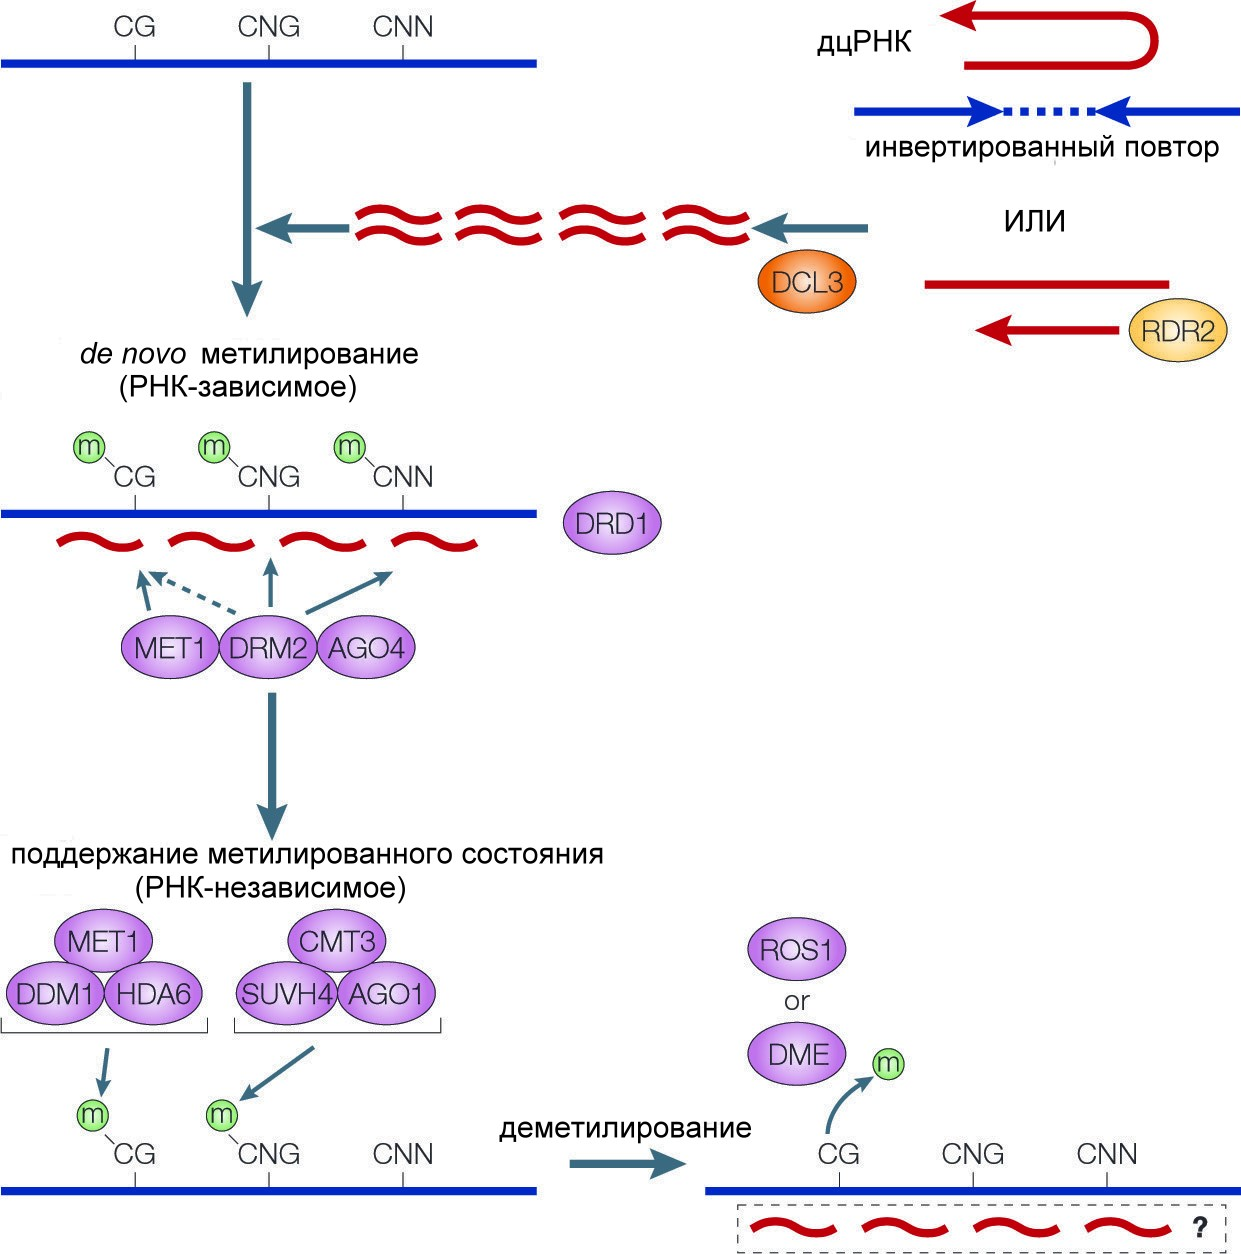 CG CNG CNN
дцРНК
инвертированный повтор
ИЛИ
DCL3
RDR2
de novo метилирование
(РНК-зависимое)
m m m
CG CNG CNN
DRD1
MET1 DRM2 AGO4
поддержание метилированного состояния
(РНК-независимое)
MET1 CMT3
DDM1 HDA6 SUVH4 AGO1
ROS1
or
DME
m
m m
деметилирование
CG CNG CNN
CG CNG CNN
?